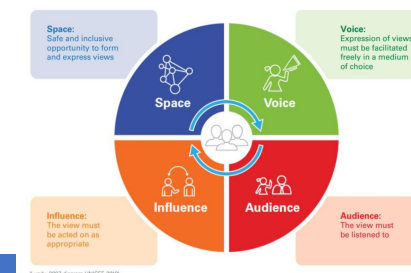 Space:
Safe and inclusive
opportunity to form
and express views
Voice:
Expression of views
must be facilitated
freely in a medium
of choice
Space
Voice
Influence
Audience
Influence:
The view must
be acted on as
appropriate
Audience:
The view must
be listened to